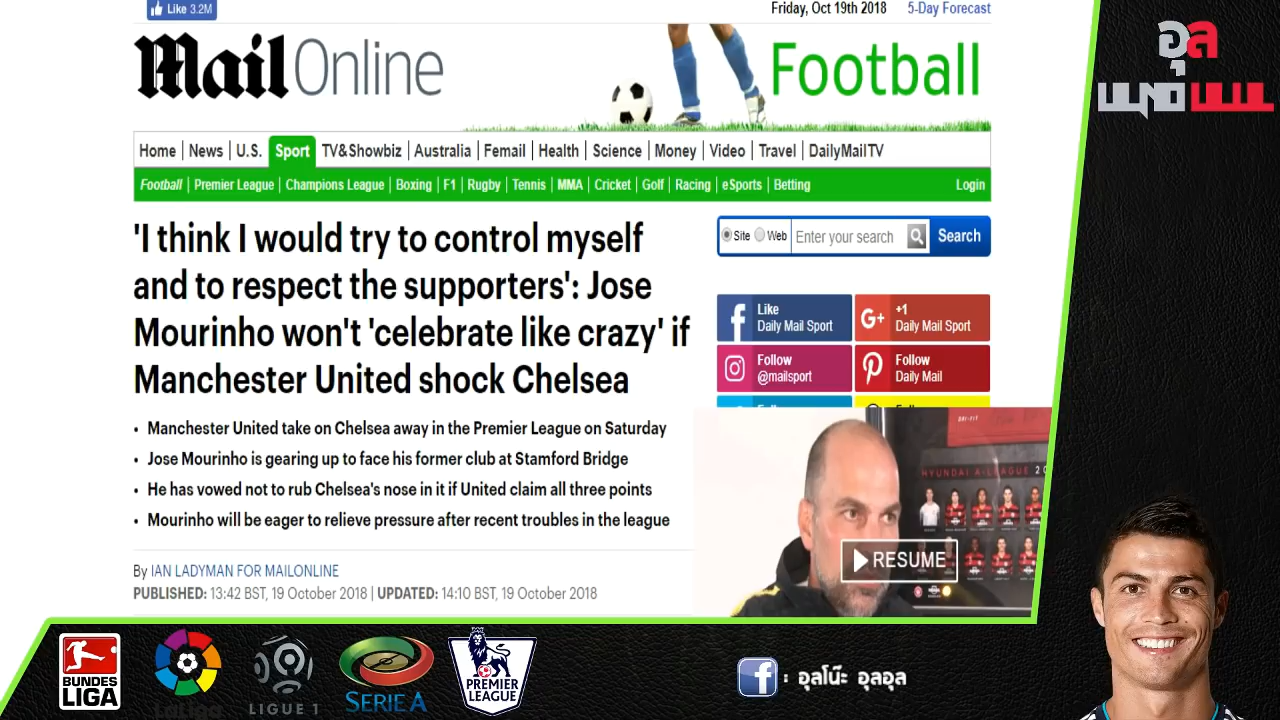 Like 3.2M
Friday, Oct 19th 2018 5-Day Forecast
Mail Online
Football
Home News U.S. Sport TV&Showbiz Australia Femail Health Science Money Video Travel DailyMailTV
Football Premier League Champions League Boxing F1 Rugby Tennis MMA Cricket Golf Racing eSports Betting Login
'I think I would try to control myself
and to respect the supporters': Jose
Mourinho won't 'celebrate like crazy' if
Manchester United shock Chelsea
Site Web Enter your search Search
Like
Daily Mail Sport
+1
Daily Mail Sport
Follow
@mailsport
Follow
Daily Mail
• Manchester United take on Chelsea away in the Premier League on Saturday
• Jose Mourinho is gearing up to face his former club at Stamford Bridge
• He has vowed not to rub Chelsea's nose in it if United claim all three points
• Mourinho will be eager to relieve pressure after recent troubles in the league
By IAN LADYMAN FOR MAILONLINE
PUBLISHED: 13:42 BST, 19 October 2018 | UPDATED: 14:10 BST, 19 October 2018
HYUNDAI A-LEAGUE 20
RESUME
BUNDES
LIGA
LaLiga
LIGUE 1
SERIE A
PREMIER
LEAGUE
: อุลโน๊ะ อุลอุล
อุล